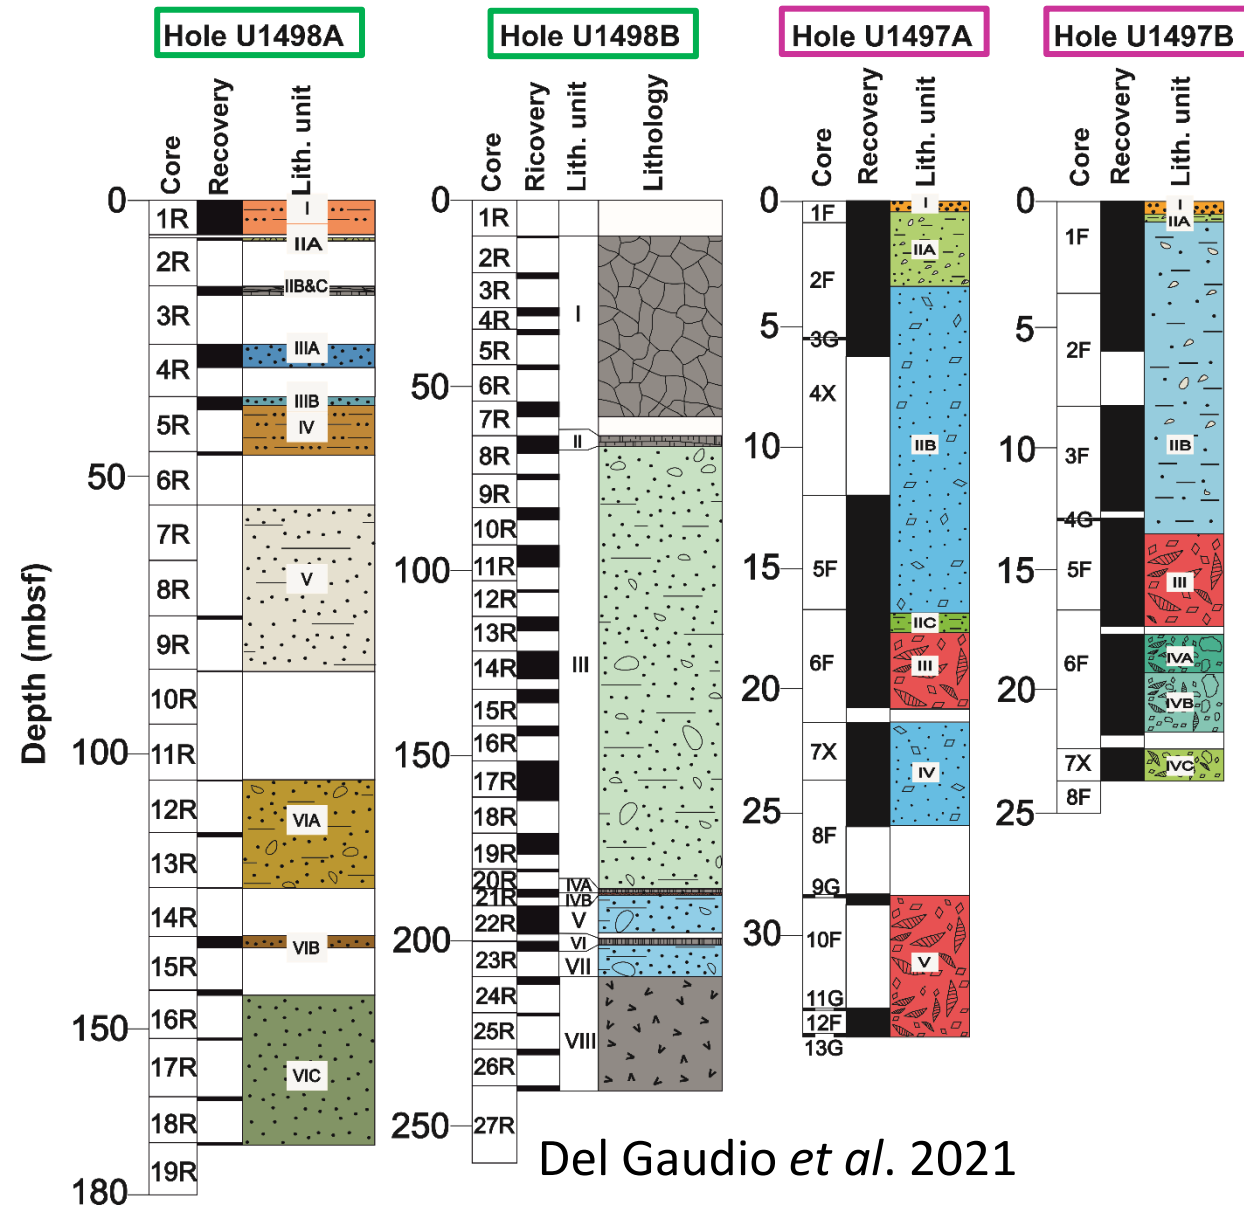 Hole U1498A
Hole U1498B
Hole U1497A
Hole U1497B
Depth (mbsf)
Core
Recovery
Lith. unit
0
50
100
150
180
1R
2R
3R
4R
5R
6R
7R
8R
9R
10R
11R
12R
13R
14R
15R
16R
17R
18R
19R
I
IIA
IIB&C
IIIA
IIIB
IV
V
VIA
VIB
VIC
Core
Ricovery
Lith. unit
Lithology
0
50
100
150
200
250
1R
2R
3R
4R
5R
6R
7R
8R
9R
10R
11R
12R
13R
14R
15R
16R
17R
18R
19R
20R
21R
22R
23R
24R
25R
26R
27R
I
II
III
IVA
IVB
V
VI
VII
VIII
Core
Recovery
Lith. unit
0
5
10
15
20
25
30
1F
2F
3G
4X
5F
6F
7X
8F
9G
10F
11G
12F
13G
I
IIA
IIB
IIC
III
IV
V
Core
Recovery
Lith. unit
0
5
10
15
20
25
1F
2F
3F
4G
5F
6F
7X
8F
I
IIA
IIB
III
IVA
IVB
IVC
Del Gaudio et al. 2021